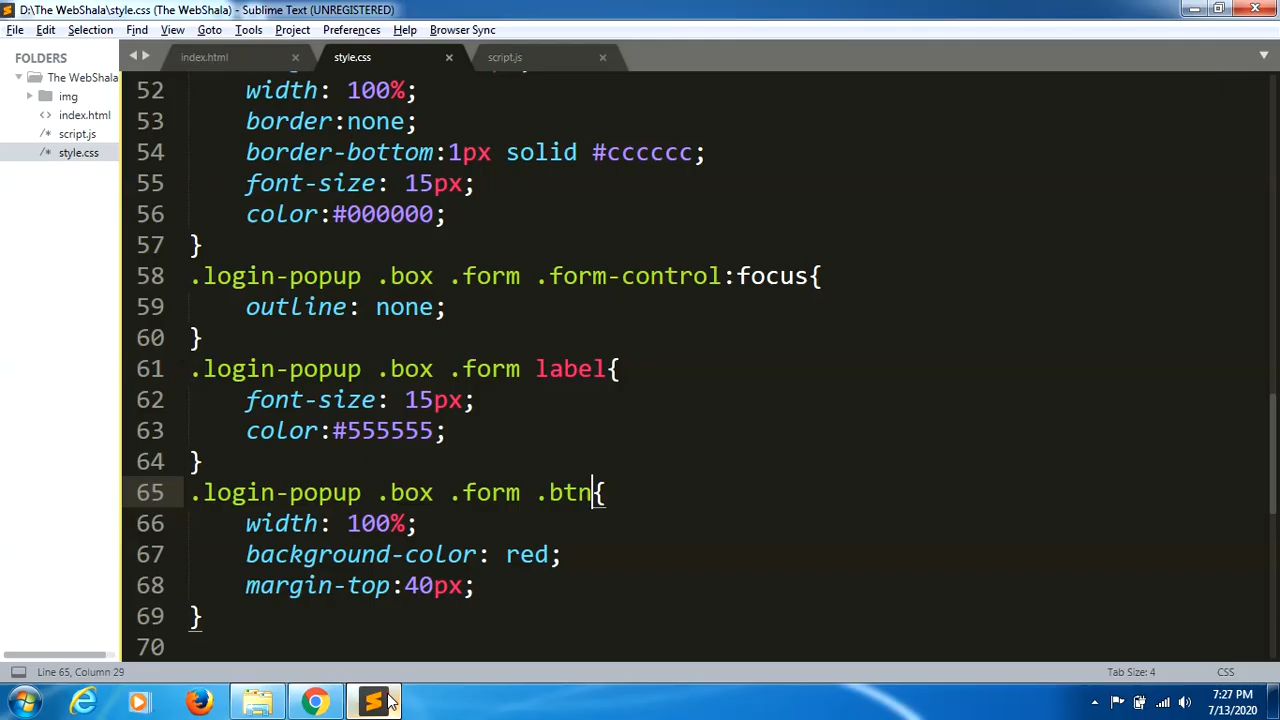 D:\The WebShala\style.css (The WebShala) - Sublime Text (UNREGISTERED)
File Edit Selection Find View Goto Tools Project Preferences Help Browser Sync
FOLDERS
The WebShala
img
index.html
script.js
style.css
index.html style.css script.js
52 width: 100%;
53 border:none;
54 border-bottom:1px solid #cccccc;
55 font-size: 15px;
56 color:#000000;
57 }
58 .login-popup .box .form .form-control:focus{
59 outline: none;
60 }
61 .login-popup .box .form label{
62 font-size: 15px;
63 color:#555555;
64 }
65 .login-popup .box .form .btn{
66 width: 100%;
67 background-color: red;
68 margin-top:40px;
69 }
70
Line 65, Column 29 Tab Size: 4 CSS
7:27 PM
7/13/2020